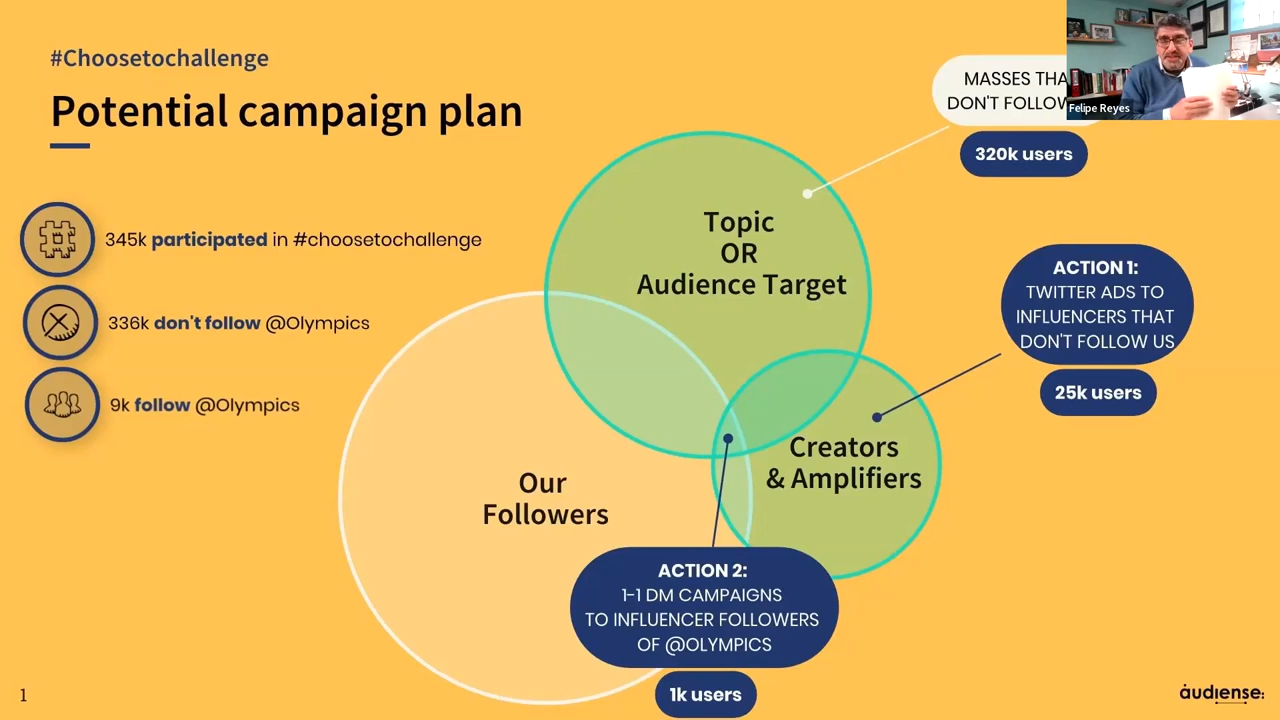 #Choosetochallenge
Potential campaign plan
345k participated in #choosetochallenge
336k don't follow @Olympics
9k follow @Olympics
MASSES
DON'T
Felipe Reyes
320k users
Topic
OR
Audience Target
ACTION 1:
TWITTER ADS TO
INFLUENCERS THAT
DON'T FOLLOW US
25k users
Creators
& Amplifiers
Our
Followers
ACTION 2:
1-1 DM CAMPAIGNS
TO INFLUENCER FOLLOWERS
OF @OLYMPICS
1k users
1
audiense: